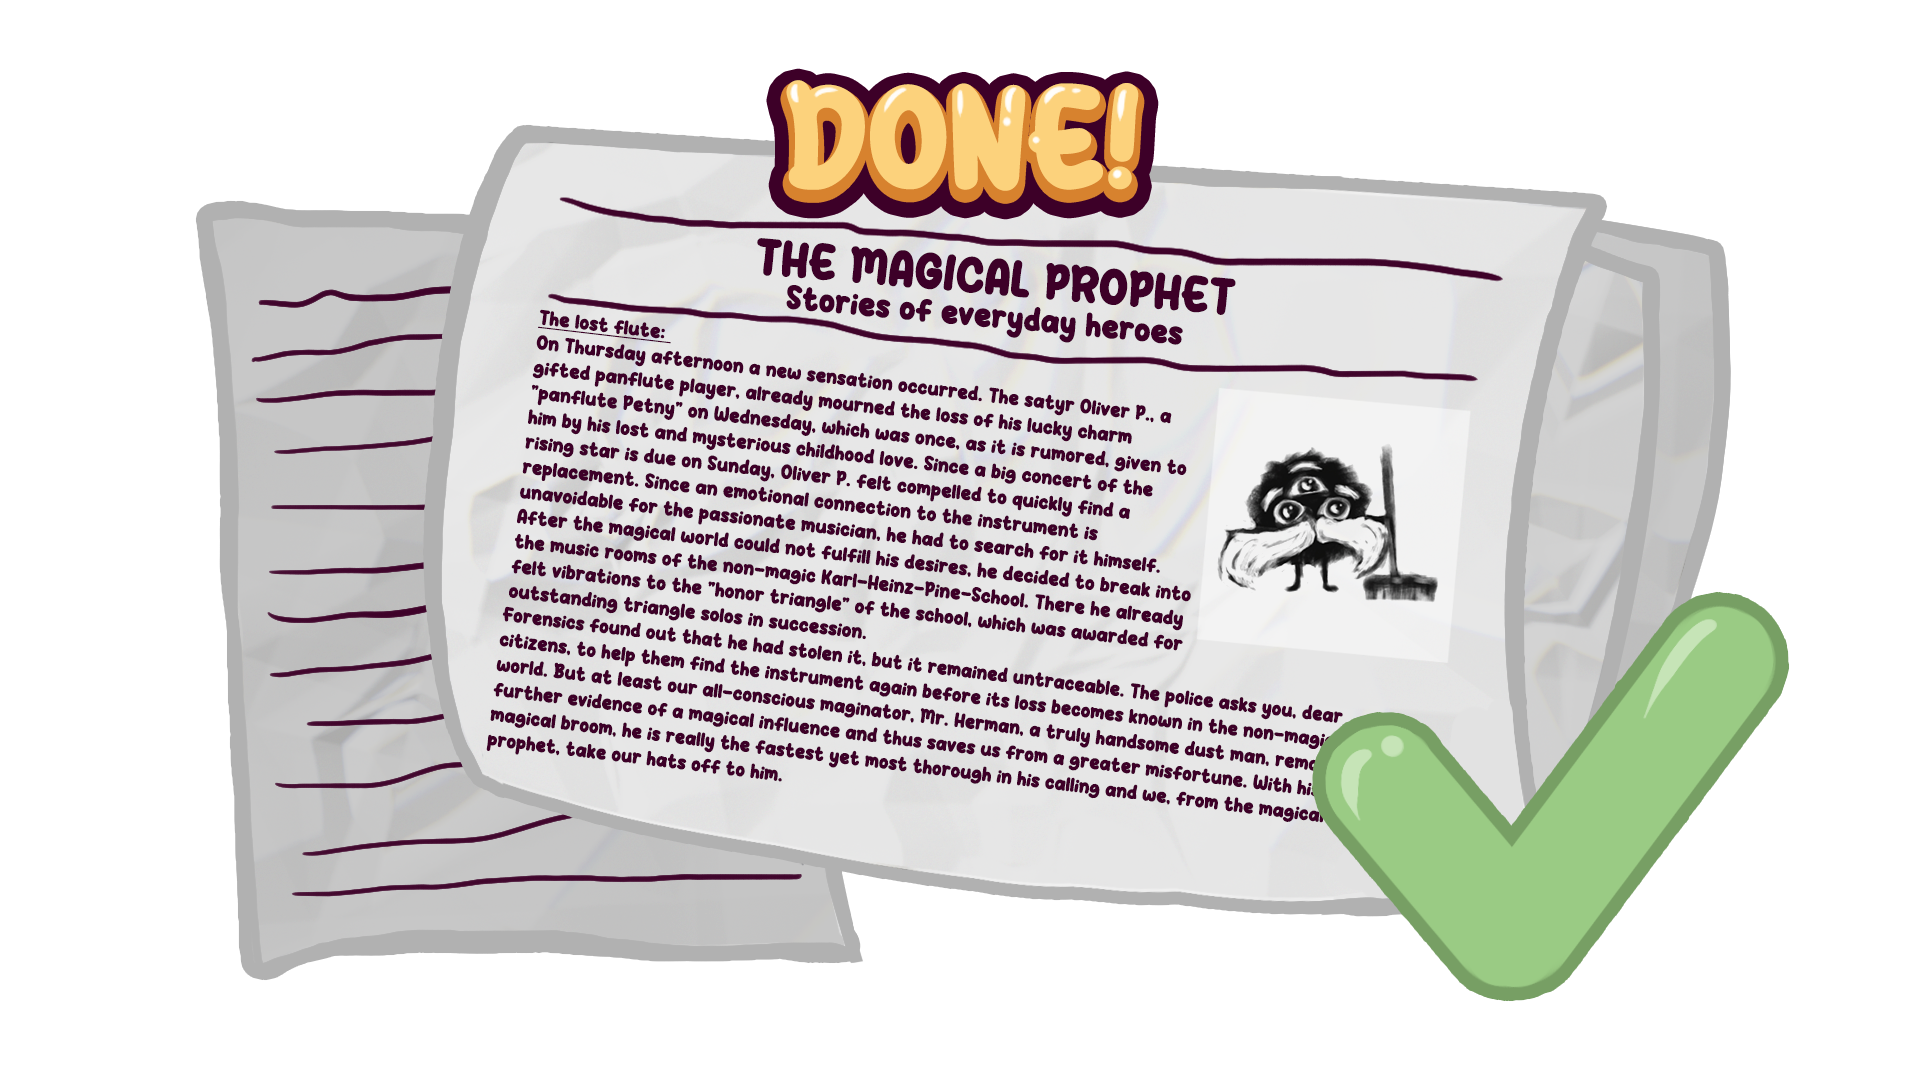 DONE!
THE MAGICAL PROPHET
Stories of everyday heroes
The lost flute:
On Thursday afternoon a new sensation occurred. The satyr Oliver P., a
gifted panflute player, already mourned the loss of his lucky charm
"panflute Petny" on Wednesday, which was once, as it is rumored, given to
him by his lost and mysterious childhood love. Since a big concert of the
rising star is due on Sunday, Oliver P. felt compelled to quickly find a
replacement. Since an emotional connection to the instrument is
unavoidable for the passionate musician, he had to search for it himself.
After the magical world could not fulfill his desires, he decided to break into
the music rooms of the non-magic Karl-Heinz-Pine-School. There he already
felt vibrations to the "honor triangle" of the school, which was awarded for
outstanding triangle solos in succession.
forensics found out that he had stolen it, but it remained untraceable. The police asks you, dear
citizens, to help them find the instrument again before its loss becomes known in the non-magic
world. But at least our all-conscious maginator, Mr. Herman, a truly handsome dust man,
further evidence of a magical influence and thus saves us from a greater misfortune. With his
magical broom, he is really the fastest yet most thorough in his calling and we, from the magical
prophet, take our hats off to him.